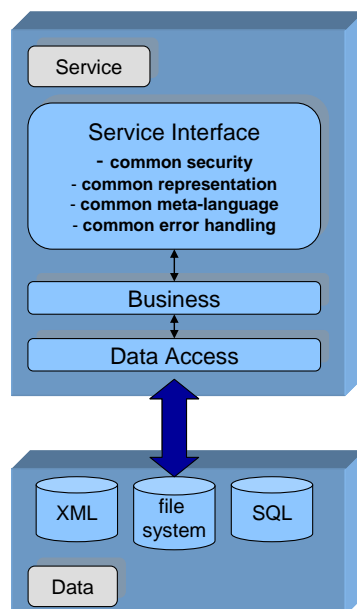 Service
Service Interface
- common security
- common representation
- common meta-language
- common error handling
Business
Data Access
XML
file
system
SQL
Data